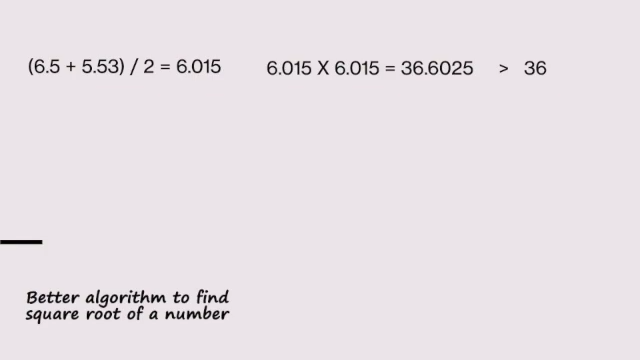 (6.5 + 5.53) / 2 = 6.015 6.015 X 6.015 = 36.6025 > 36
Better algorithm to find
square root of a number